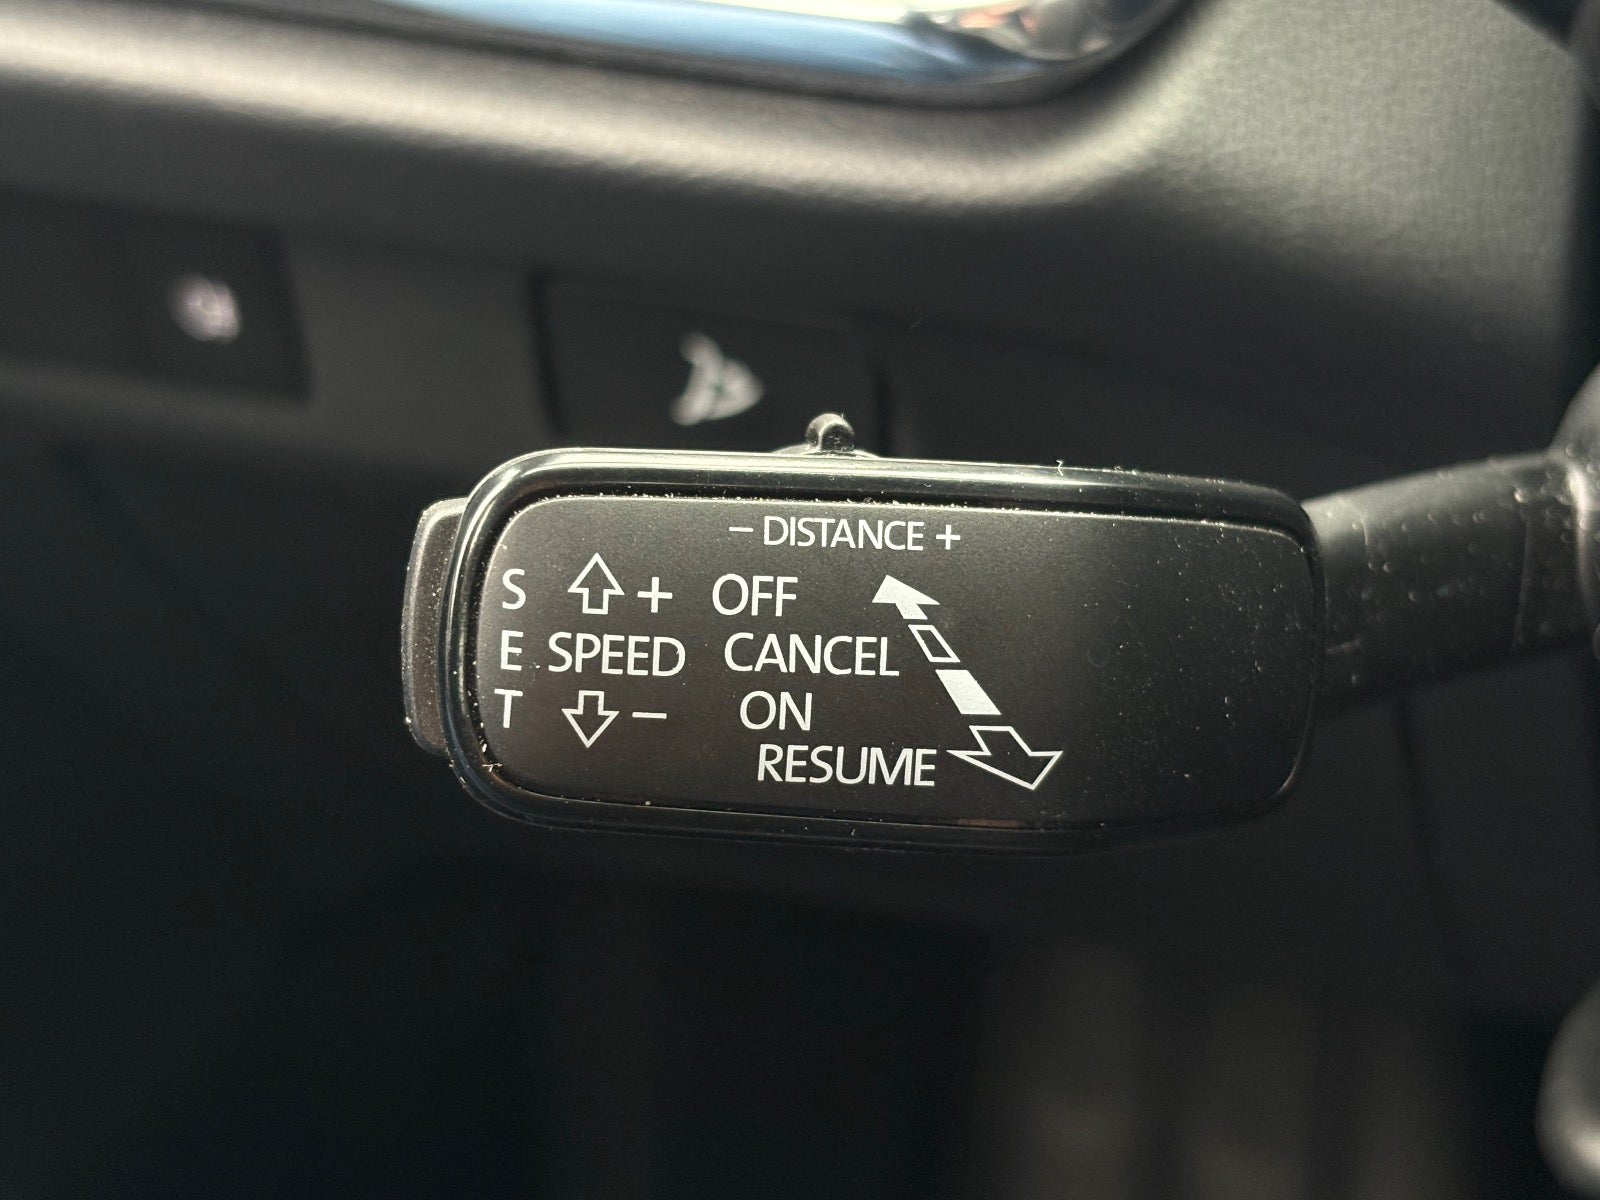 – DISTANCE +
S + OFF
E SPEED CANCEL
T – ON
RESUME